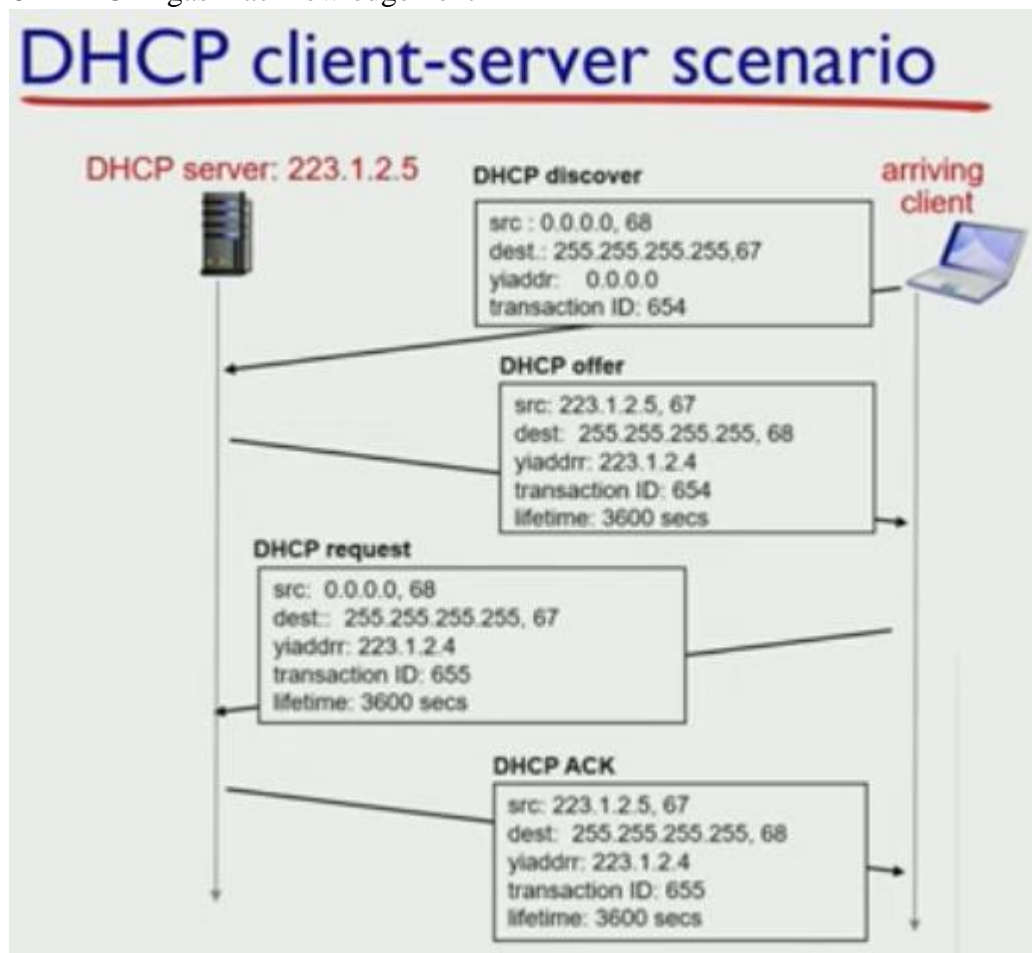 DHCP client-server scenario
DHCP server: 223.1.2.5
arriving
client
DHCP discover
src : 0.0.0.0, 68
dest.: 255.255.255.255,67
yiaddr: 0.0.0.0
transaction ID: 654
DHCP offer
src: 223.1.2.5, 67
dest: 255.255.255.255, 68
yiaddrr: 223.1.2.4
transaction ID: 654
lifetime: 3600 secs
DHCP request
src: 0.0.0.0, 68
dest:: 255.255.255.255, 67
yiaddrr: 223.1.2.4
transaction ID: 655
lifetime: 3600 secs
DHCP ACK
src: 223.1.2.5, 67
dest: 255.255.255.255, 68
yiaddrr: 223.1.2.4
transaction ID: 655
lifetime: 3600 secs